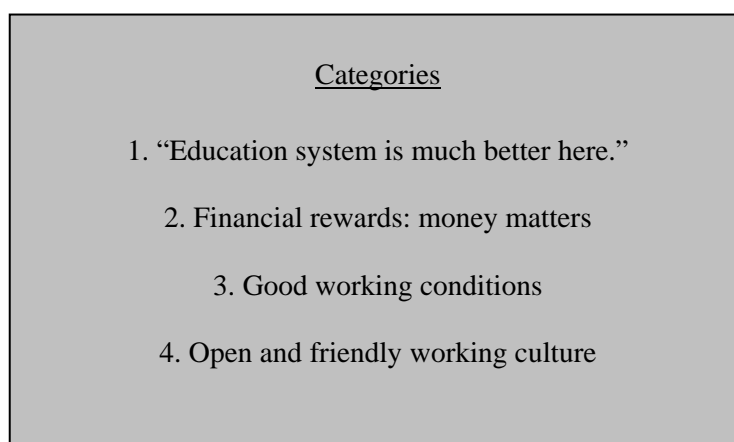 Categories
1. “Education system is much better here.”
2. Financial rewards: money matters
3. Good working conditions
4. Open and friendly working culture